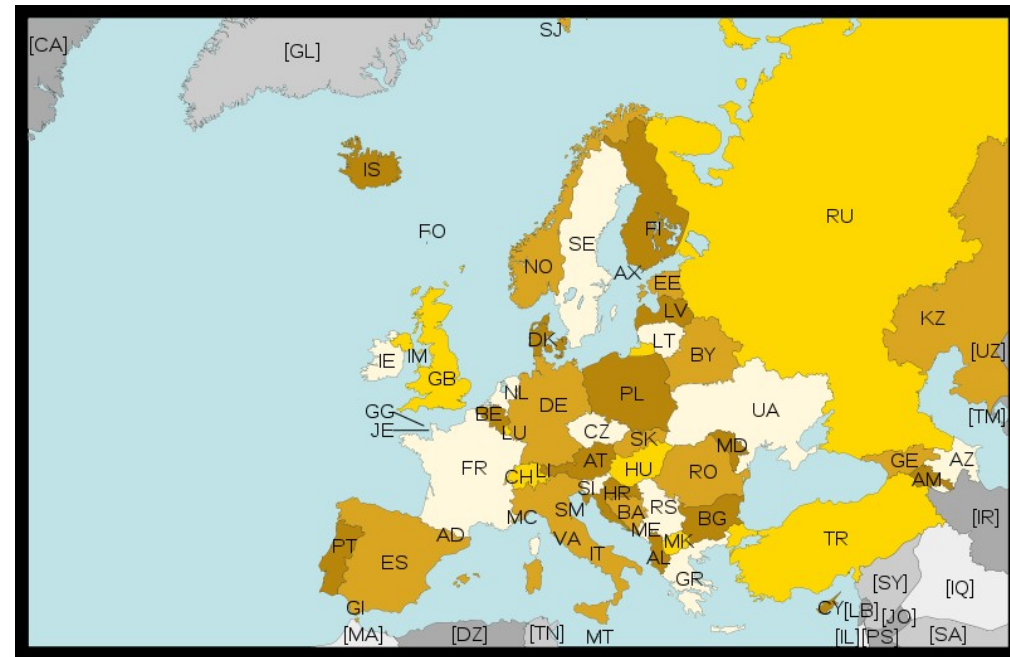 SJ
[CA]
[GL]
IS
RU
FO
SE
FI
NO
AX
EE
LV
KZ
DK
LT
IE
IM
BY
[UZ]
GB
NL
DE
PL
GG
BE
UA
[TM]
JE
LU
CZ
SK
MD
FR
CH
LI
AT
HU
RO
GE
AZ
SI
HR
AM
MC
SM
BA
RS
BG
[IR]
AD
VA
ME
MK
TR
PT
ES
IT
AL
GR
[SY]
[IQ]
GI
CY
[LB]
[JO]
[MA]
[DZ]
[TN]
MT
[IL]
[PS]
[SA]